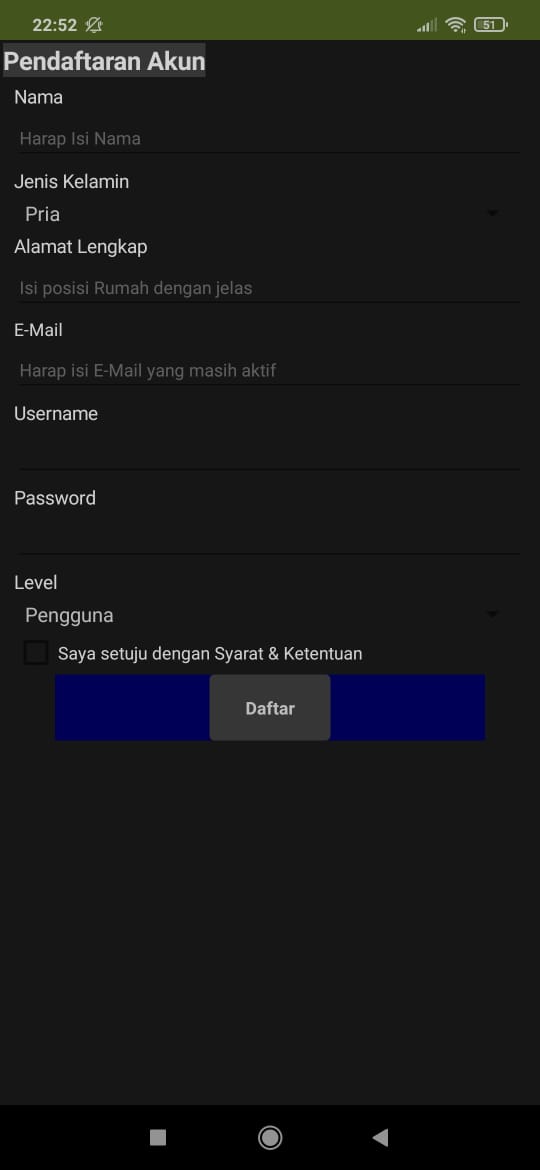 22:52
51
Pendaftaran Akun
Nama
Harap Isi Nama
Jenis Kelamin
Pria
Alamat Lengkap
Isi posisi Rumah dengan jelas
E-Mail
Harap isi E-Mail yang masih aktif
Username
Password
Level
Pengguna
Saya setuju dengan Syarat & Ketentuan
Daftar